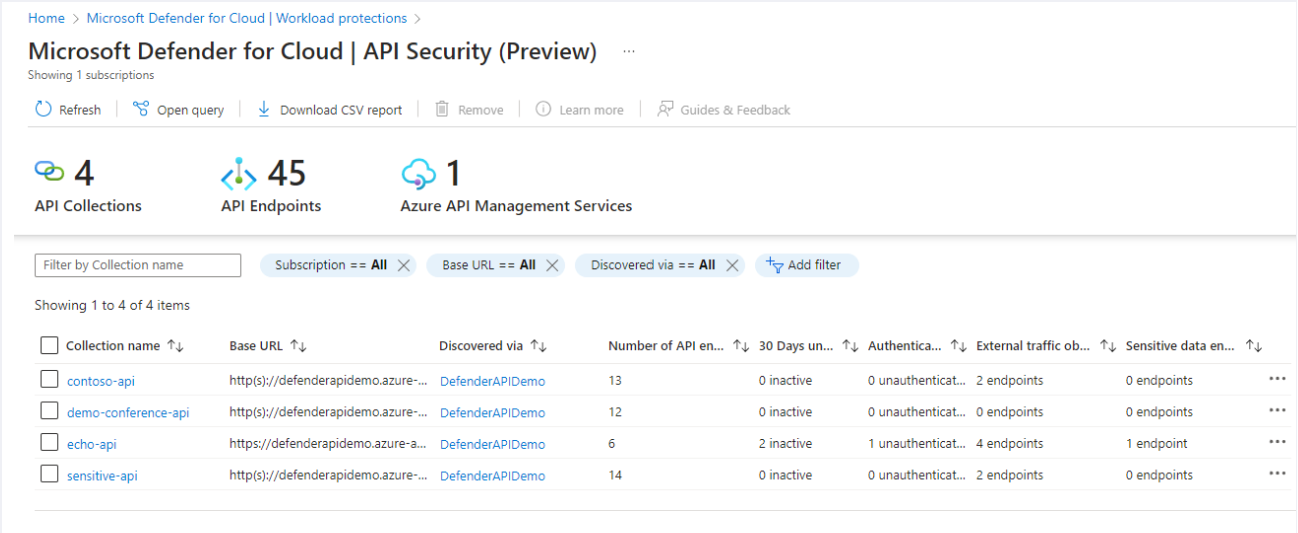 Home > Microsoft Defender for Cloud | Workload protections >
Microsoft Defender for Cloud | API Security (Preview) ...
Showing 1 subscriptions
Refresh Open query Download CSV report Remove Learn more Guides & Feedback
4 45 1
API Collections API Endpoints Azure API Management Services
Filter by Collection name Subscription == All Base URL == All Discovered via == All Add filter
Showing 1 to 4 of 4 items
Collection name Base URL Discovered via Number of API en... 30 Days un... Authentica... External traffic ob... Sensitive data en...
contoso-api http(s)://defenderapidemo.azure-... DefenderAPIDemo 13 0 inactive 0 unauthenticat... 2 endpoints 0 endpoints ...
demo-conference-api http(s)://defenderapidemo.azure-... DefenderAPIDemo 12 0 inactive 0 unauthenticat... 0 endpoints 0 endpoints ...
echo-api https://defenderapidemo.azure-a... DefenderAPIDemo 6 2 inactive 1 unauthenticat... 4 endpoints 1 endpoint ...
sensitive-api http(s)://defenderapidemo.azure-... DefenderAPIDemo 14 0 inactive 0 unauthenticat... 2 endpoints 0 endpoints ...